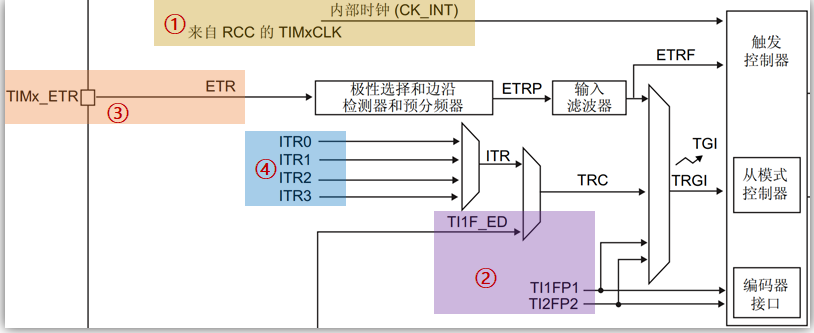 ①
内部时钟 (CK_INT)
来自 RCC 的 TIMxCLK
触发
控制器
ETRF
TIMx_ETR
③
ETR
极性选择和边沿
检测器和预分频器
ETRP
输入
滤波器
④
ITR0
ITR1
ITR2
ITR3
ITR
TRC
TGI
TRGI
从模式
控制器
TI1F_ED
②
TI1FP1
TI2FP2
编码器
接口